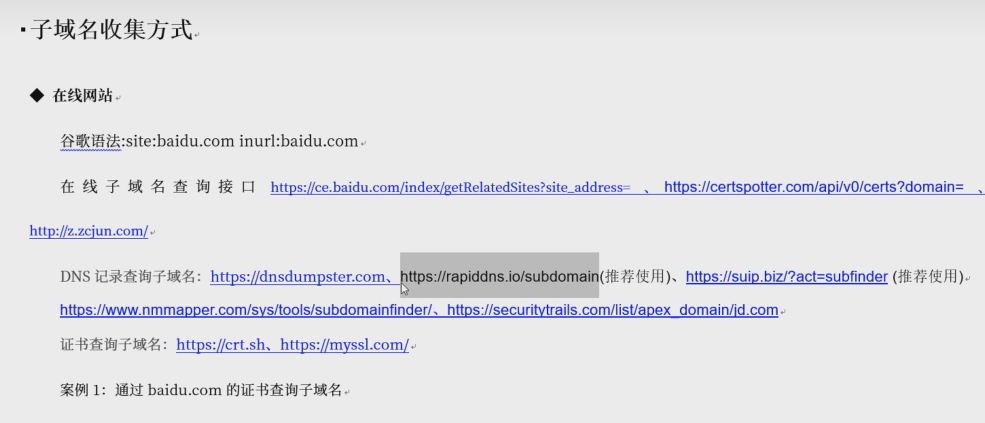 ▪子域名收集方式
◆ 在线网站
谷歌语法:site:baidu.com inurl:baidu.com
在线子域名查询接口 https://ce.baidu.com/index/getRelatedSites?site_address= 、 https://certspotter.com/api/v0/certs?domain= 、
http://z.zcjun.com/
DNS 记录查询子域名：https://dnsdumpster.com、https://rapiddns.io/subdomain(推荐使用)、https://suip.biz/?act=subfinder (推荐使用)
https://www.nmmapper.com/sys/tools/subdomainfinder/、https://securitytrails.com/list/apex_domain/jd.com
证书查询子域名：https://crt.sh、https://myssl.com/
案例 1：通过 baidu.com 的证书查询子域名